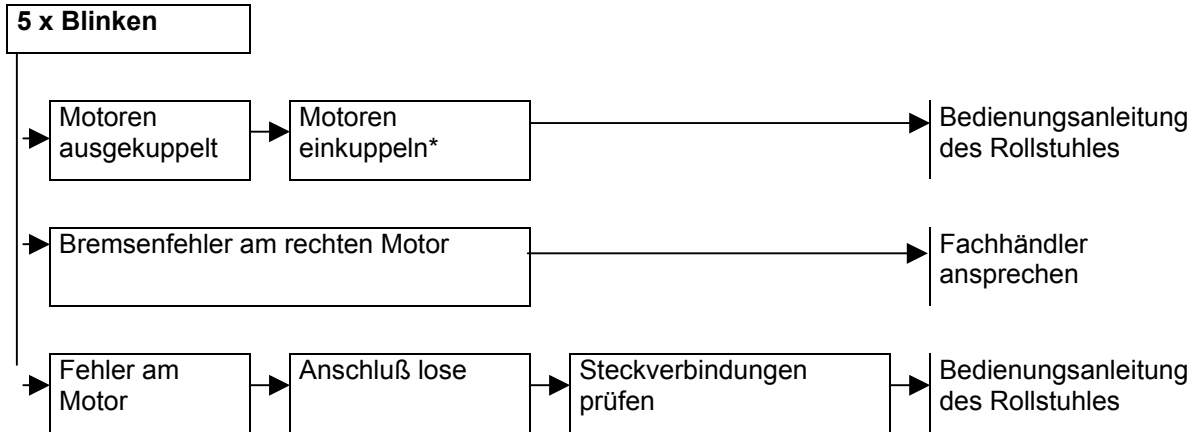 5 x Blinken
Motoren
ausgekuppelt
Motoren
einkuppeln*
Bedienungsanleitung
des Rollstuhles
Bremsenfehler am rechten Motor
Fachhändler
ansprechen
Fehler am
Motor
Anschluß lose
Steckverbindungen
prüfen
Bedienungsanleitung
des Rollstuhles